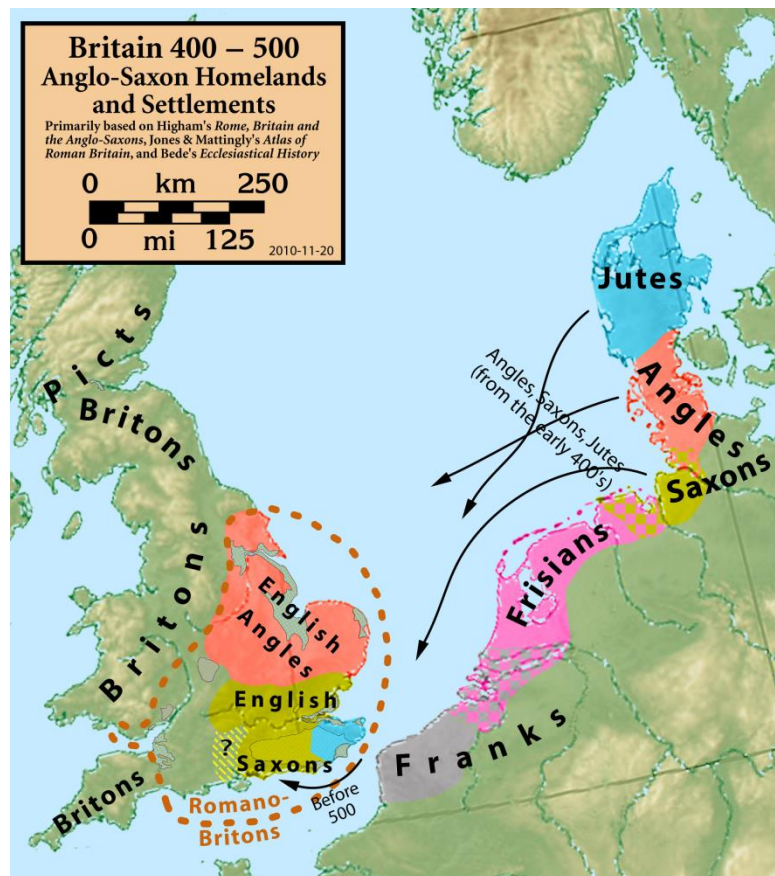 Britain 400 – 500
Anglo-Saxon Homelands
and Settlements
Primarily based on Higham's Rome, Britain and
the Anglo-Saxons, Jones & Mattingly's Atlas of
Roman Britain, and Bede's Ecclesiastical History
0 km 250
0 mi 125
2010-11-20
Jutes
Angles
Saxons
Angles, Saxons, Jutes
(from the early 400's)
Frisians
Franks
Picts
Britons
Britons
Britons
English
Angles
English
?
Saxons
Before
500
Romano-
Britons